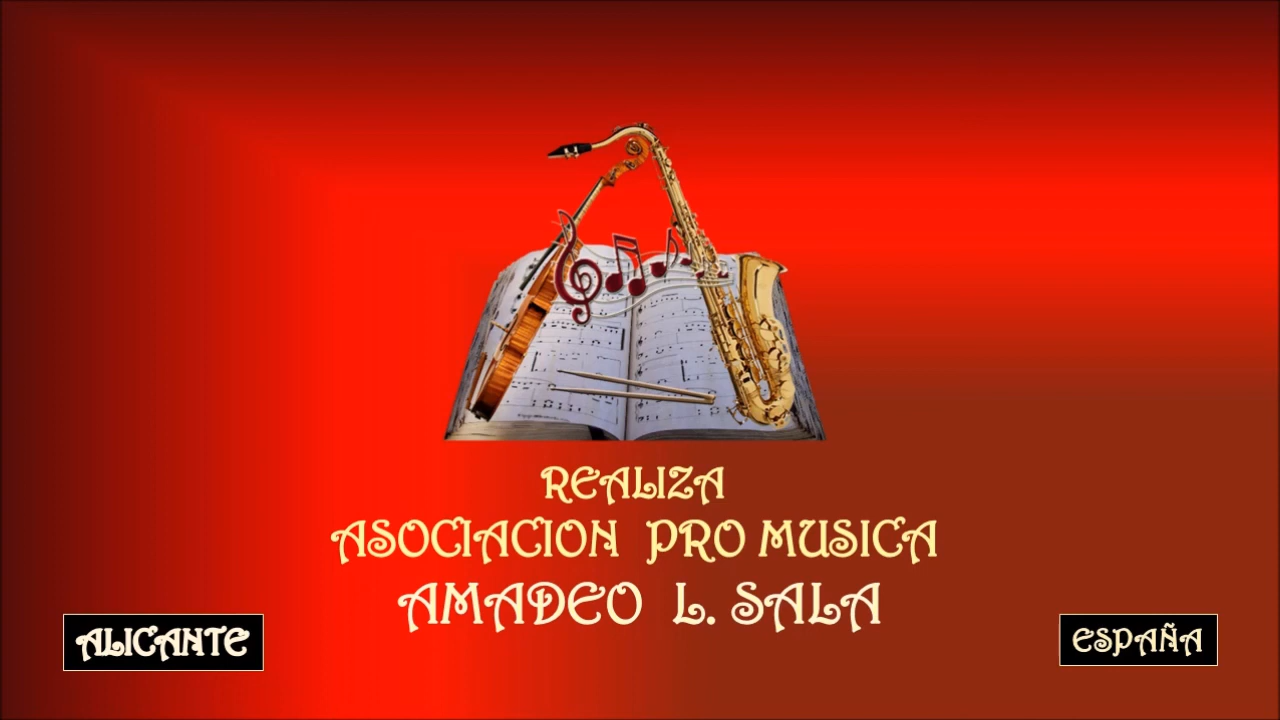 REALIZA
ASOCIACION PRO MUSICA
AMADEO L. SALA
ALICANTE
ESPAÑA